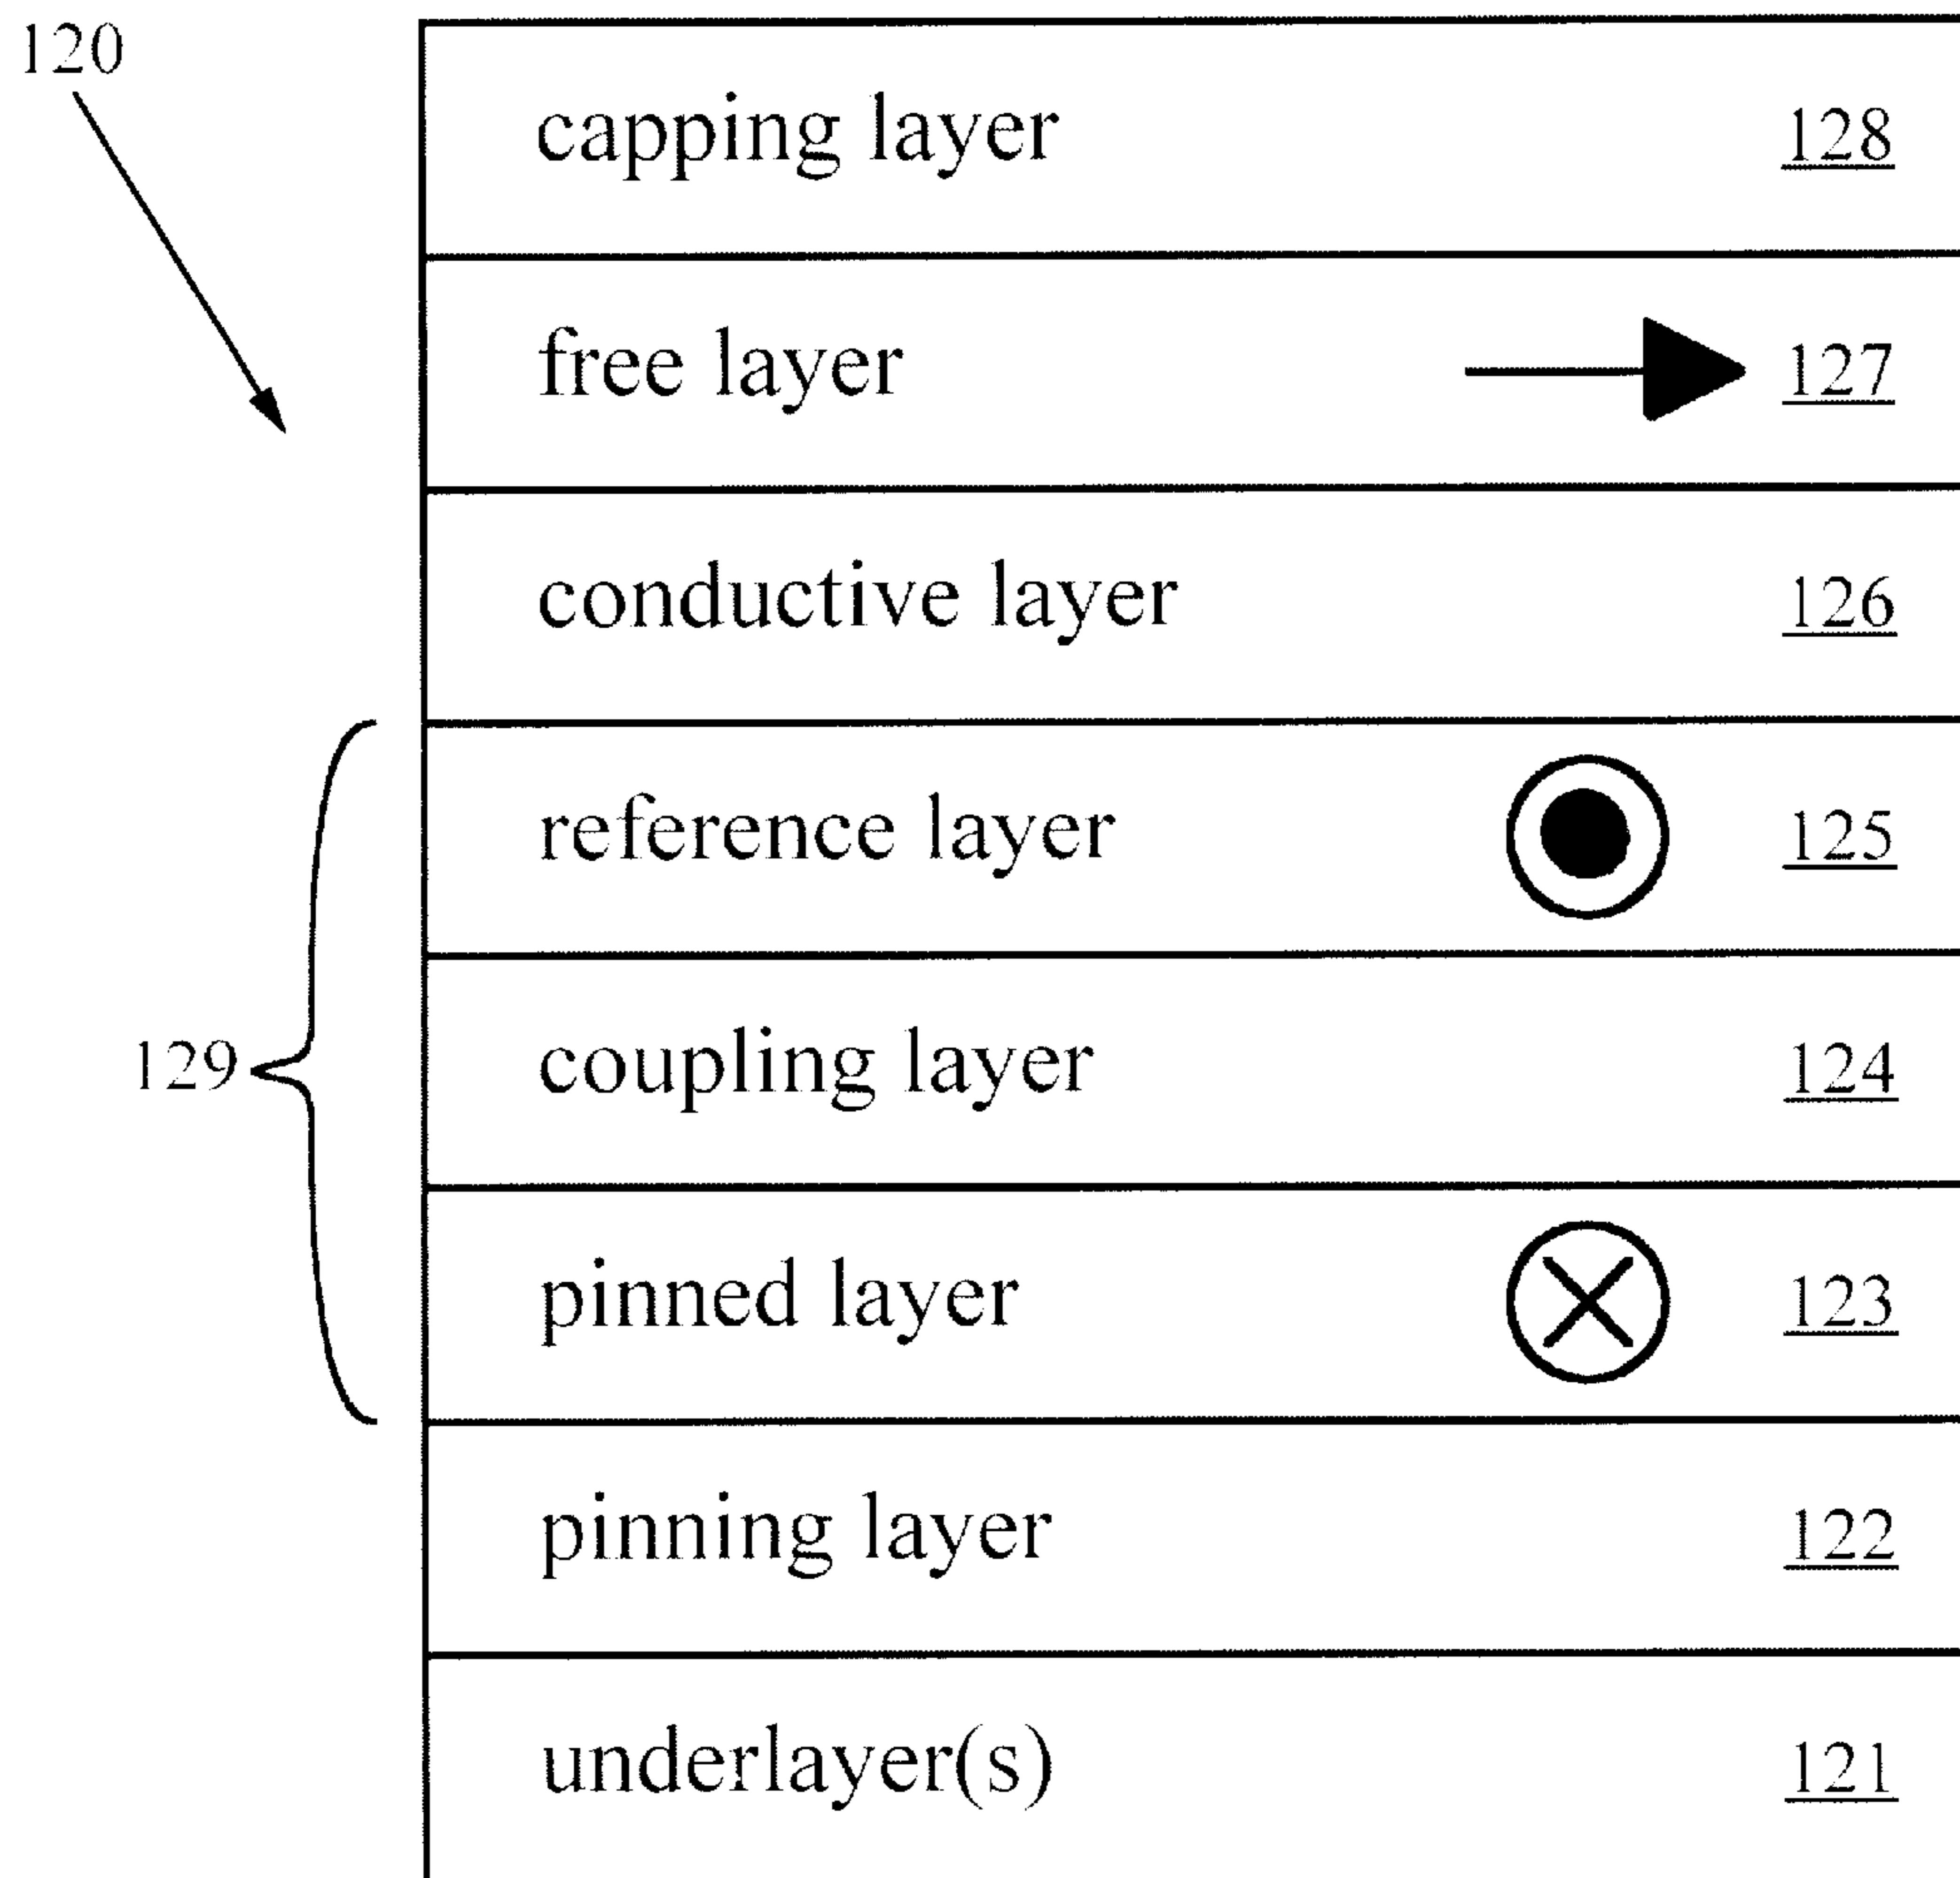 120
capping layer 128
free layer 127
conductive layer 126
reference layer 125
129
coupling layer 124
pinned layer 123
pinning layer 122
underlayer(s) 121